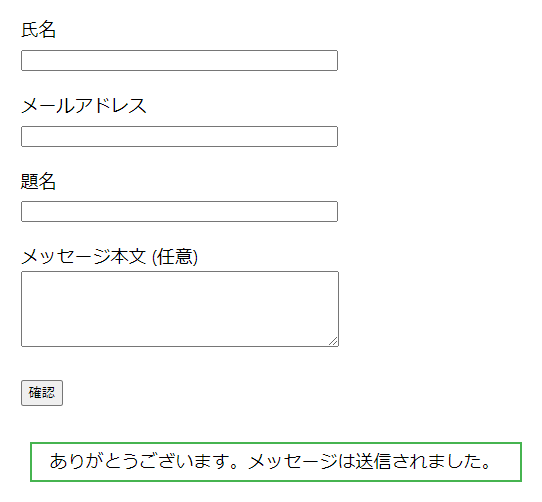 氏名
メールアドレス
題名
メッセージ本文 (任意)
確認
ありがとうございます。メッセージは送信されました。